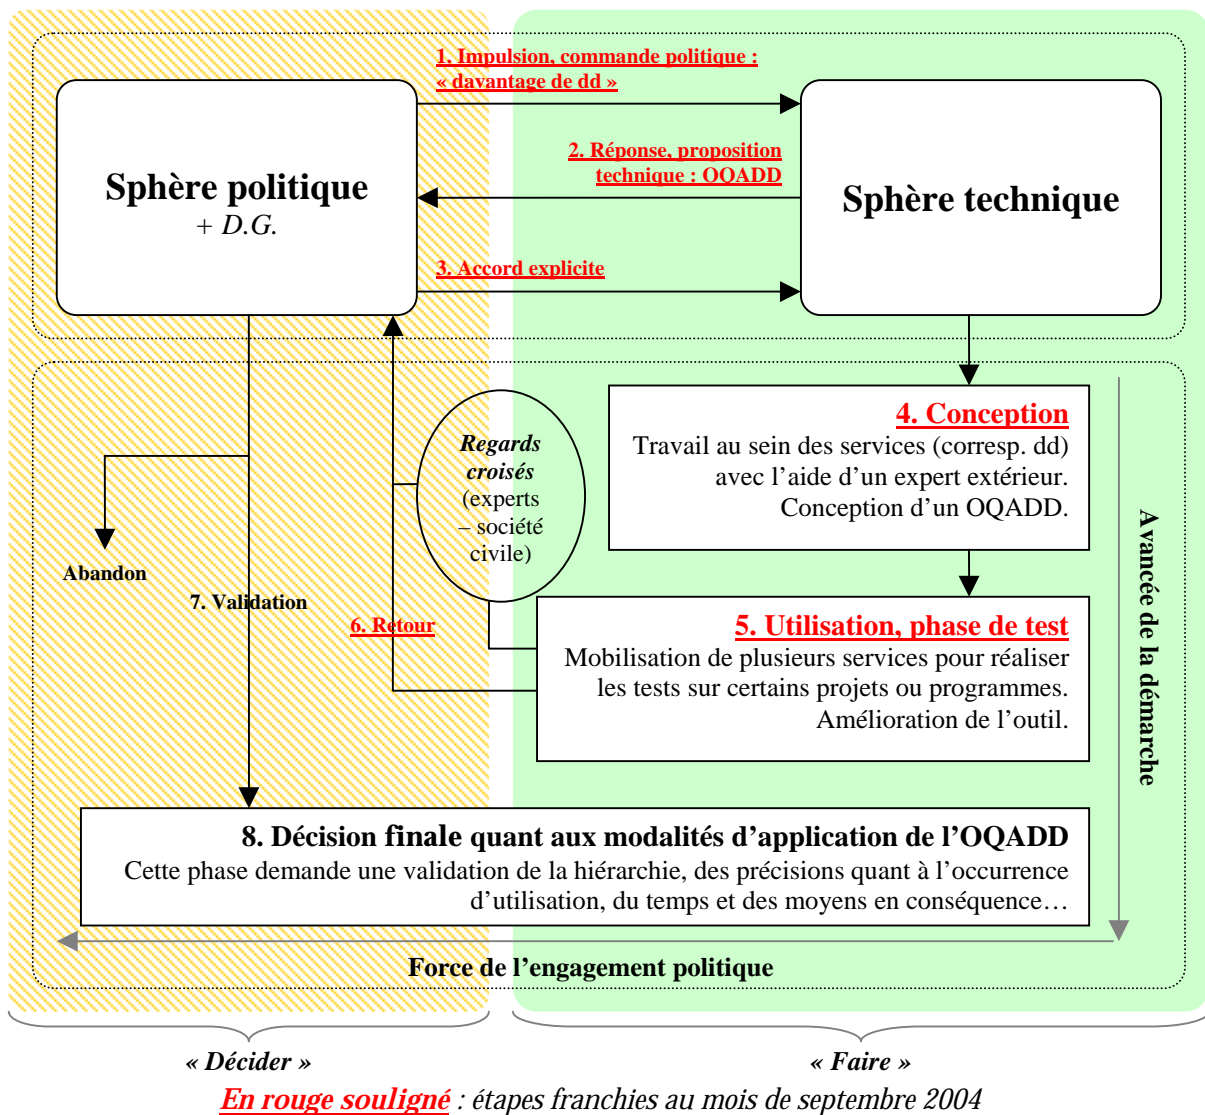 1. Impulsion, commande politique :
« davantage de dd »
Sphère politique
+ D.G.
2. Réponse, proposition
technique : OQADD
Sphère technique
3. Accord explicite
4. Conception
Travail au sein des services (corresp. dd)
avec l’aide d’un expert extérieur.
Conception d’un OQADD.
Regards
croisés
(experts
– société
civile)
Abandon
7. Validation
6. Retour
5. Utilisation, phase de test
Mobilisation de plusieurs services pour réaliser
les tests sur certains projets ou programmes.
Amélioration de l’outil.
Avancée de la démarche
8. Décision finale quant aux modalités d’application de l’OQADD
Cette phase demande une validation de la hiérarchie, des précisions quant à l’occurrence
d’utilisation, du temps et des moyens en conséquence…
Force de l’engagement politique
« Décider »
« Faire »
En rouge souligné : étapes franchies au mois de septembre 2004